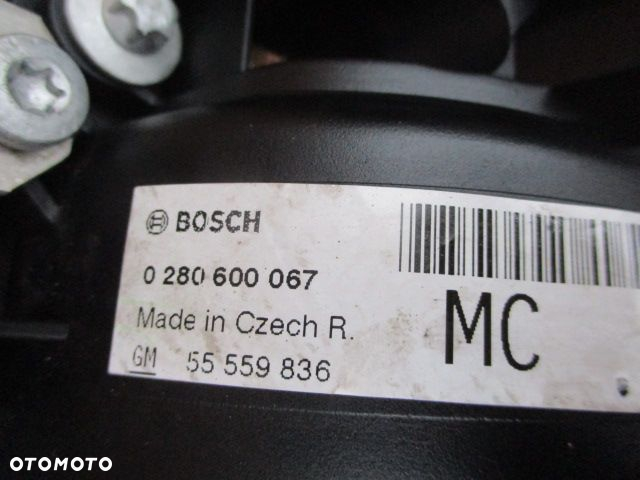 BOSCH
0 280 600 067
Made in Czech R.
GM 55 559 836
MC
OTOMOTO